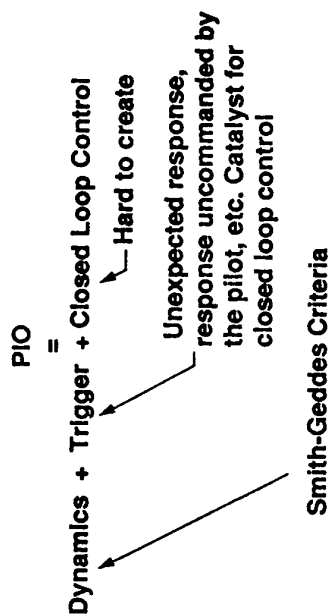 PIO
=
Dynamics + Trigger + Closed Loop Control
Hard to create
Unexpected response,
response uncommanded by
the pilot, etc. Catalyst for
closed loop control
Smith-Geddes Criteria